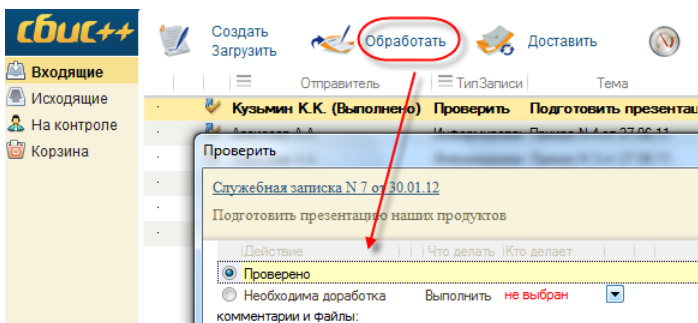 сбис++
Создать
Загрузить
Обработать
Доставить
Входящие
Исходящие
На контроле
Корзина
Отправитель ТипЗаписи Тема
Кузьмин К.К. (Выполнено) Проверить Подготовить презентац
Проверить
Служебная записка N 7 от 30.01.12
Подготовить презентацию наших продуктов
Действие Что делать Кто делает
Проверено
Необходима доработка Выполнить не выбран
комментарии и файлы: